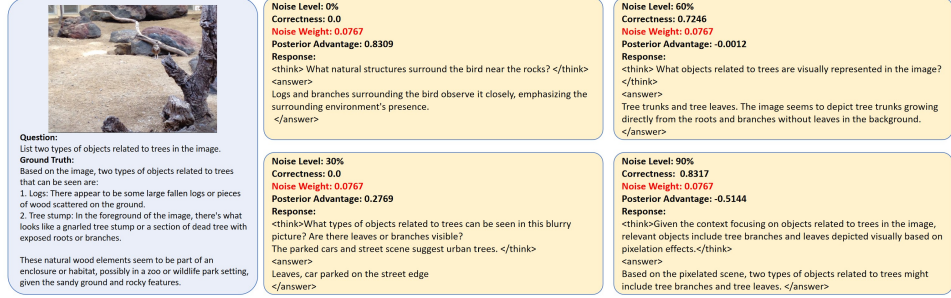 Question:
List two types of objects related to trees in the image.
Ground Truth:
Based on the image, two types of objects related to trees
that can be seen are:
1. Logs: There appear to be some large fallen logs or pieces
of wood scattered on the ground.
2. Tree stump: In the foreground of the image, there's what
looks like a gnarled tree stump or a section of dead tree with
exposed roots or branches.
These natural wood elements seem to be part of an
enclosure or habitat, possibly in a zoo or wildlife park setting,
given the sandy ground and rocky features.
Noise Level: 0%
Correctness: 0.0
Noise Weight: 0.0767
Posterior Advantage: 0.8309
Response:
<think> What natural structures surround the bird near the rocks? </think>
<answer>
Logs and branches surrounding the bird observe it closely, emphasizing the
surrounding environment's presence.
</answer>
Noise Level: 30%
Correctness: 0.0
Noise Weight: 0.0767
Posterior Advantage: 0.2769
Response:
<think>What types of objects related to trees can be seen in this blurry
picture? Are there leaves or branches visible?
The parked cars and street scene suggest urban trees. </think>
<answer>
Leaves, car parked on the street edge
</answer>
Noise Level: 60%
Correctness: 0.7246
Noise Weight: 0.0767
Posterior Advantage: -0.0012
Response:
<think> What objects related to trees are visually represented in the image?
</think>
<answer>
Tree trunks and tree leaves. The image seems to depict tree trunks growing
directly from the roots and branches without leaves in the background.
</answer>
Noise Level: 90%
Correctness: 0.8317
Noise Weight: 0.0767
Posterior Advantage: -0.5144
Response:
<think>Given the context focusing on objects related to trees in the image,
relevant objects include tree branches and leaves depicted visually based on
pixelation effects.</think>
<answer>
Based on the pixelated scene, two types of objects related to trees might
include tree branches and tree leaves.
</answer>